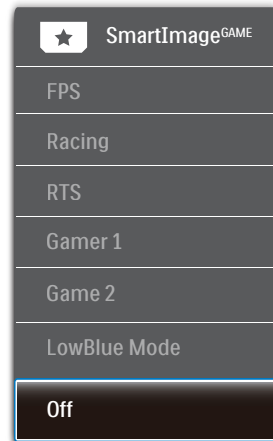 SmartImageGAME
FPS
Racing
RTS
Gamer 1
Game 2
LowBlue Mode
Off